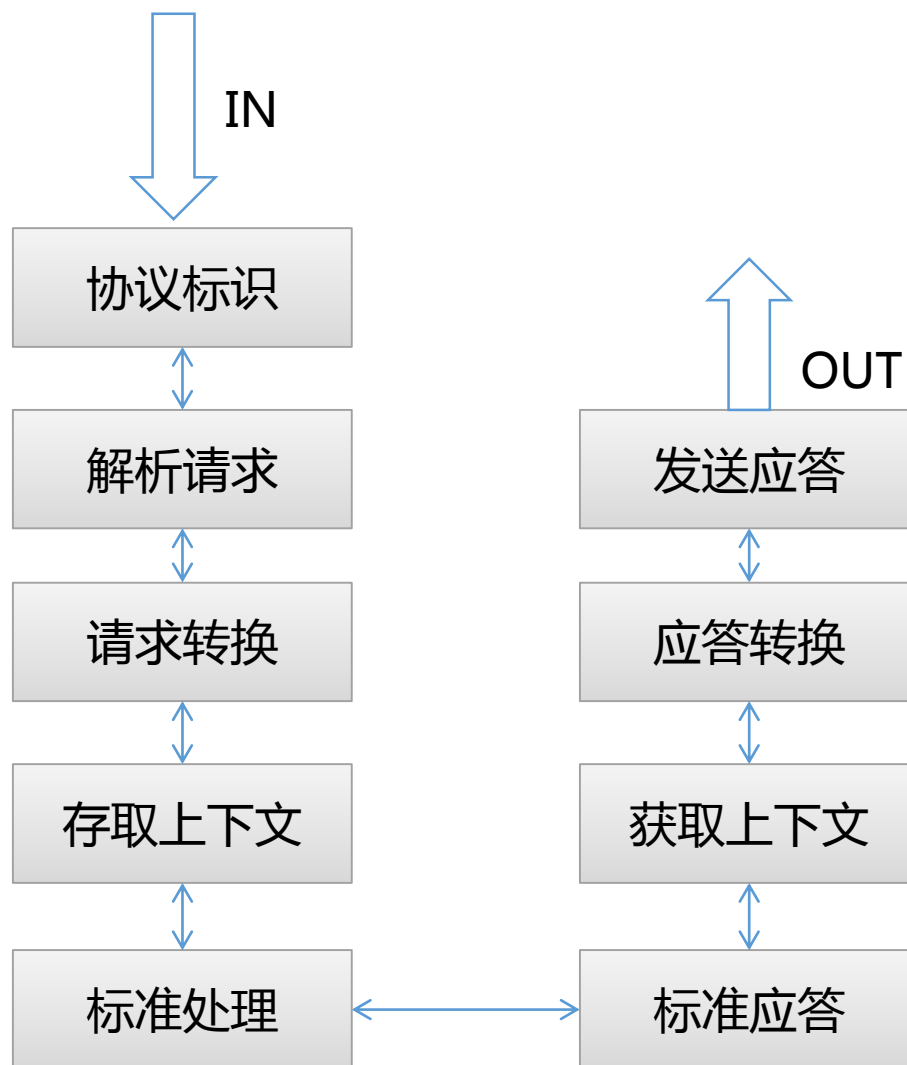 IN
协议标识
解析请求
请求转换
存取上下文
标准处理
OUT
发送应答
应答转换
获取上下文
标准应答